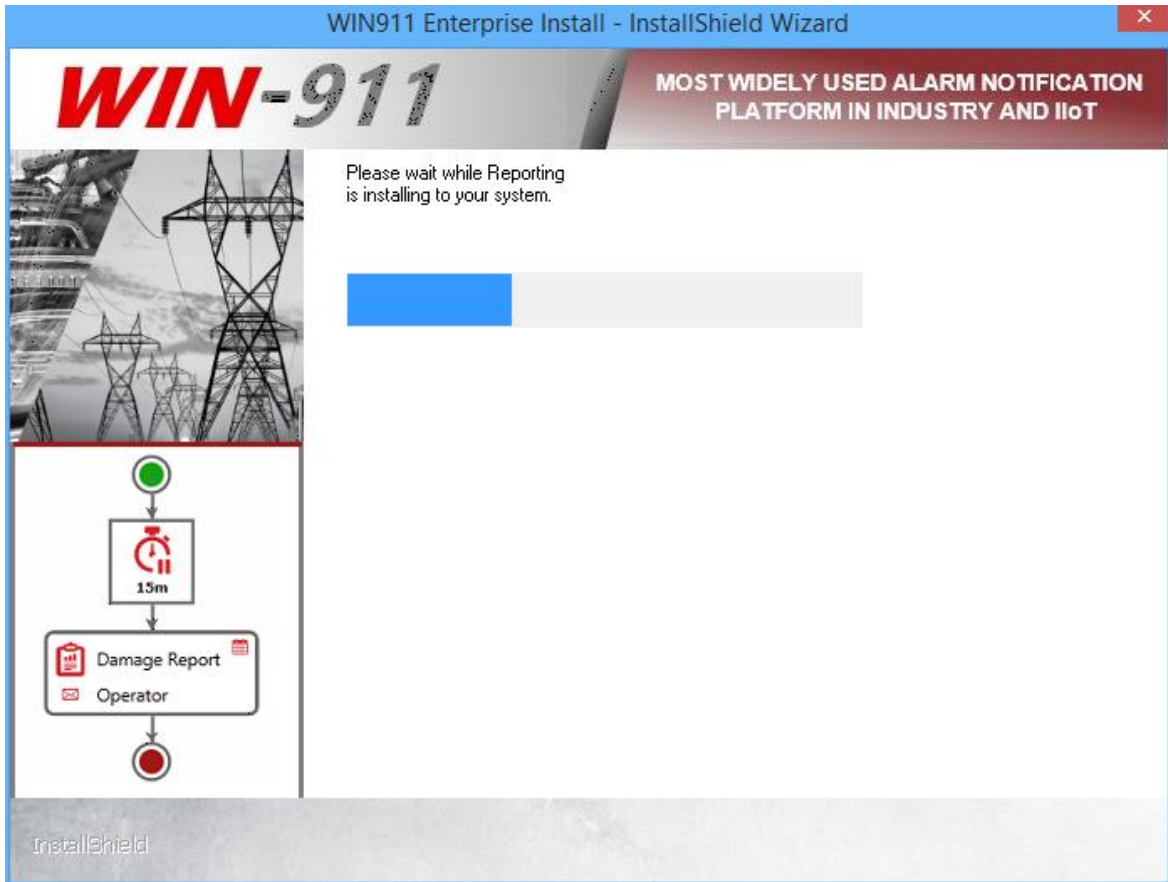 WIN911 Enterprise Install - InstallShield Wizard
WIN-911
MOST WIDELY USED ALARM NOTIFICATION
PLATFORM IN INDUSTRY AND IIoT
Please wait while Reporting
is installing to your system.
15m
Damage Report
Operator
InstallShield